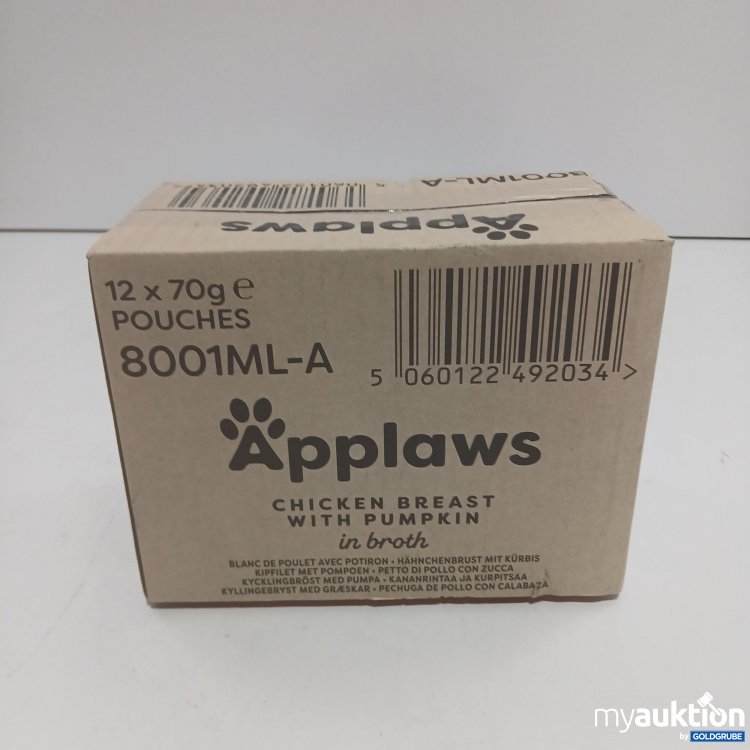 8001ML-A
Applaws
12 x 70g e
POUCHES
8001ML-A
5 060122 492034 >
Applaws
CHICKEN BREAST
WITH PUMPKIN
in broth
BLANC DE POULET AVEC POTIRON • HÄHNCHENBRUST MIT KÜRBIS
KIPFILET MET POMPOEN • PETTO DI POLLO CON ZUCCA
KYCKLINGBRÖST MED PUMPA • KANANRINTAA JA KURPITSAA
KYLLINGEBRYST MED GRÆSKAR • PECHUGA DE POLLO CON CALABAZA
myauktion
by GOLDGRUBE